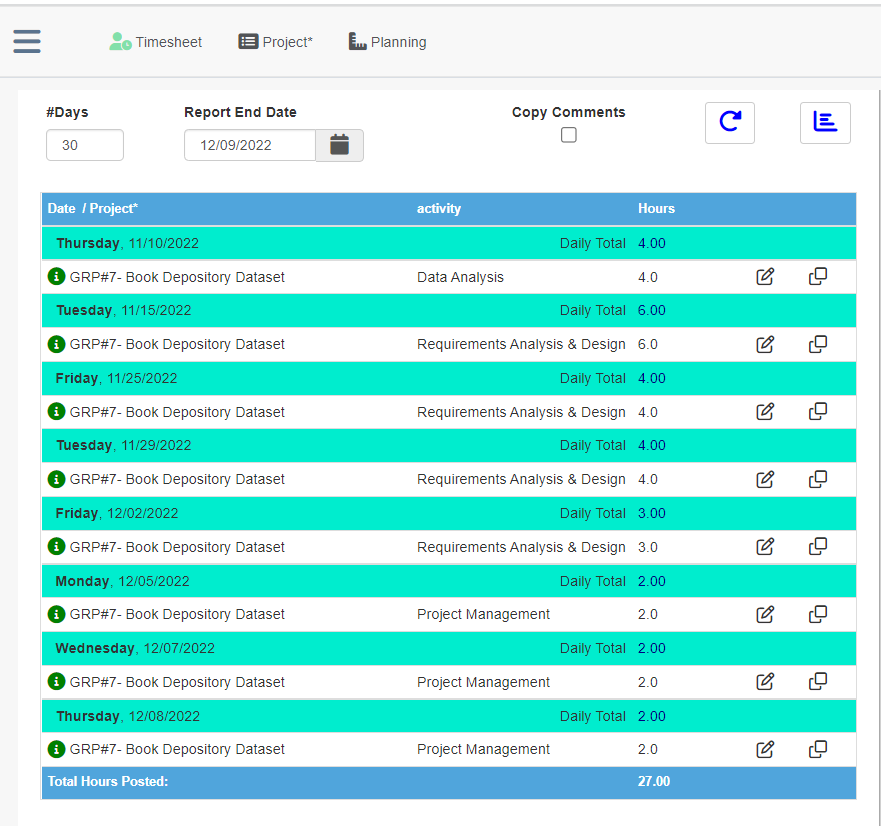 Timesheet Project* Planning
#Days Report End Date Copy Comments
30 12/09/2022
Date / Project* activity Hours
Thursday, 11/10/2022 Daily Total 4.00
GRP#7- Book Depository Dataset Data Analysis 4.0
Tuesday, 11/15/2022 Daily Total 6.00
GRP#7- Book Depository Dataset Requirements Analysis & Design 6.0
Friday, 11/25/2022 Daily Total 4.00
GRP#7- Book Depository Dataset Requirements Analysis & Design 4.0
Tuesday, 11/29/2022 Daily Total 4.00
GRP#7- Book Depository Dataset Requirements Analysis & Design 4.0
Friday, 12/02/2022 Daily Total 3.00
GRP#7- Book Depository Dataset Requirements Analysis & Design 3.0
Monday, 12/05/2022 Daily Total 2.00
GRP#7- Book Depository Dataset Project Management 2.0
Wednesday, 12/07/2022 Daily Total 2.00
GRP#7- Book Depository Dataset Project Management 2.0
Thursday, 12/08/2022 Daily Total 2.00
GRP#7- Book Depository Dataset Project Management 2.0
Total Hours Posted: 27.00